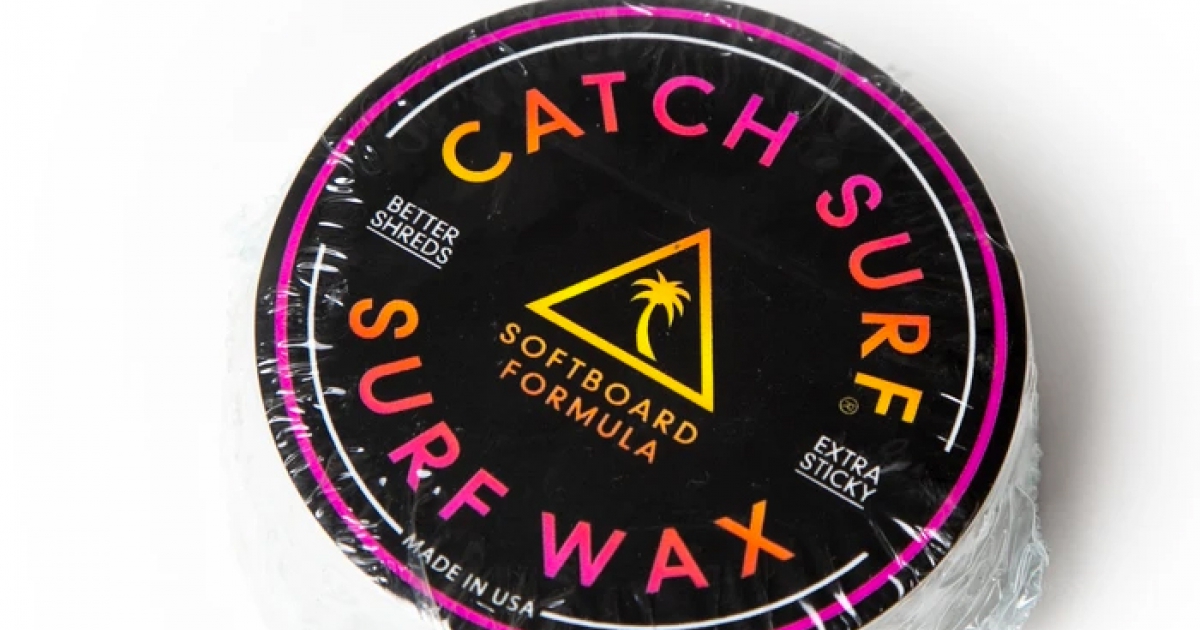 CATCH SURF®
BETTER
SHREDS
SOFTBOARD
FORMULA
EXTRA
STICKY
SURF WAX
MADE IN USA